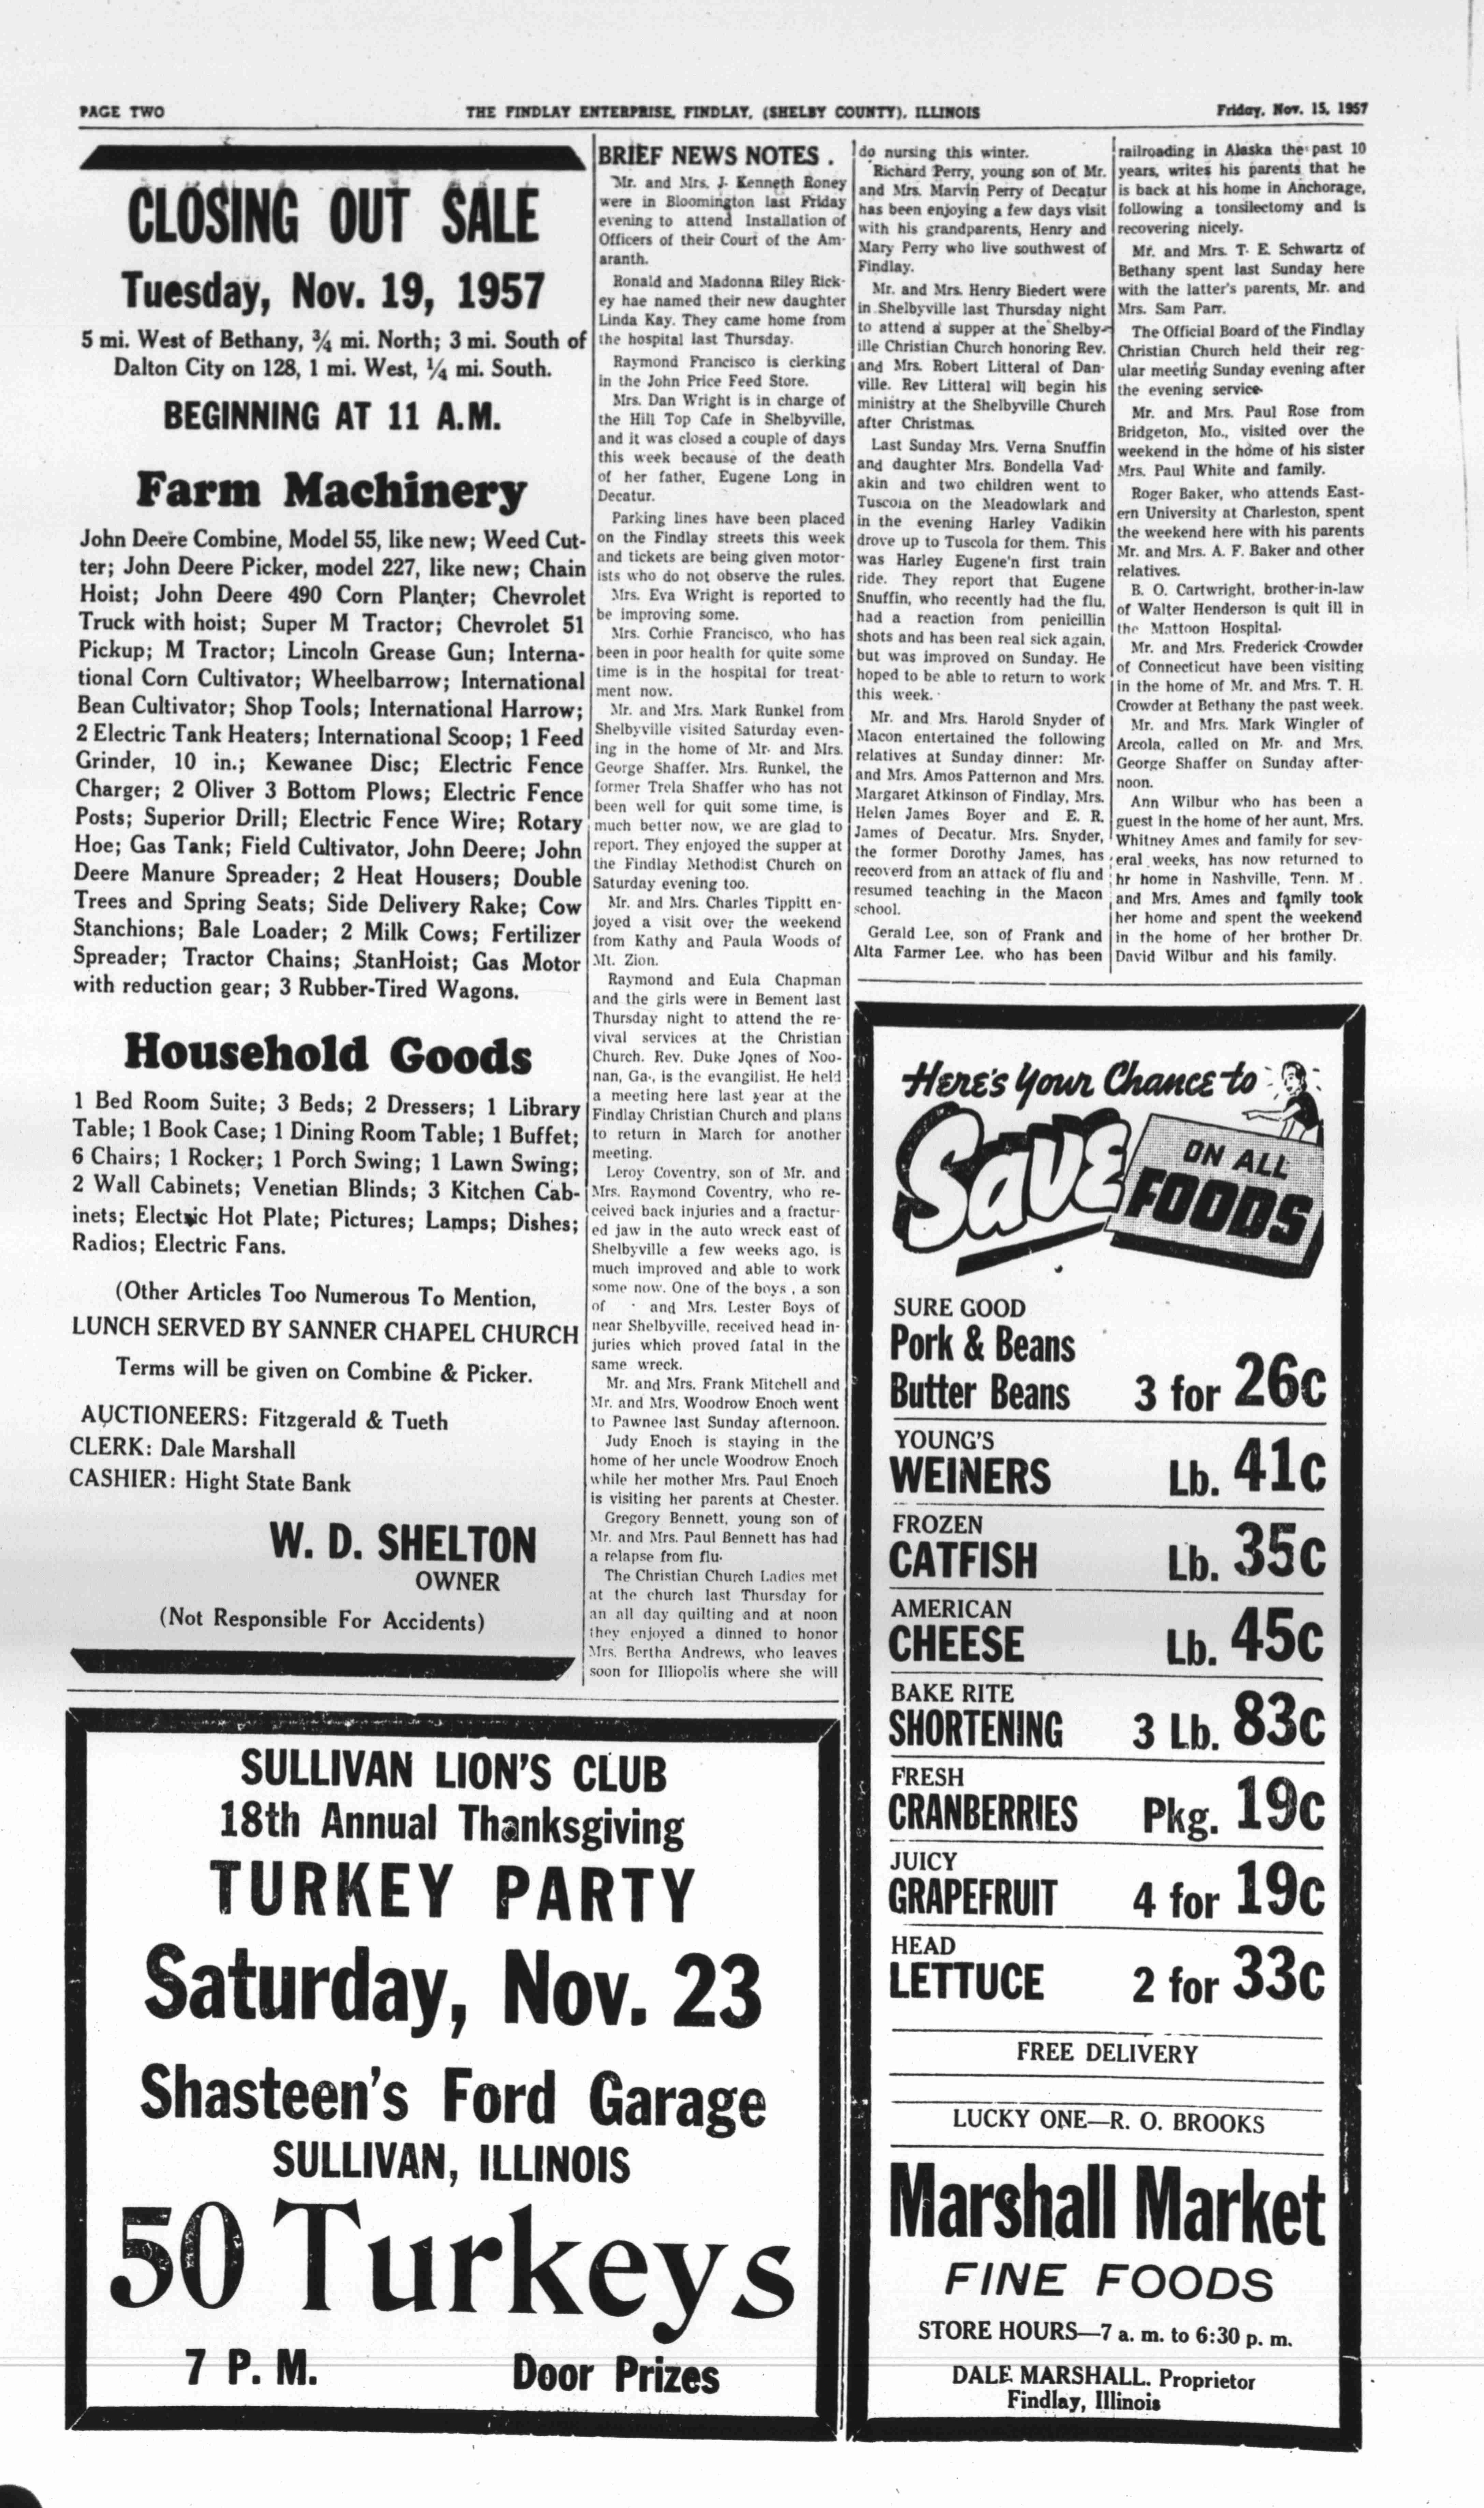 PAGE TWO
THE FINDLAY ENTERPRISE, FINDLAY, (SHELBY COUNTY), ILLINOIS
Friday, Nov. 15, 1957
CLOSING OUT SALE
Tuesday, Nov. 19, 1957
5 mi. West of Bethany, ¾ mi. North; 3 mi. South of
Dalton City on 128, 1 mi. West, ¼ mi. South.
BEGINNING AT 11 A.M.
Farm Machinery
John Deere Combine, Model 55, like new; Weed Cut-
ter; John Deere Picker, model 227, like new; Chain
Hoist; John Deere 490 Corn Planter; Chevrolet
Truck with hoist; Super M Tractor; Chevrolet 51
Pickup; M Tractor; Lincoln Grease Gun; Interna-
tional Corn Cultivator; Wheelbarrow; International
Bean Cultivator; Shop Tools; International Harrow;
2 Electric Tank Heaters; International Scoop; 1 Feed
Grinder, 10 in.; Kewanee Disc; Electric Fence
Charger; 2 Oliver 3 Bottom Plows; Electric Fence
Posts; Superior Drill; Electric Fence Wire; Rotary
Hoe; Gas Tank; Field Cultivator, John Deere; John
Deere Manure Spreader; 2 Heat Housers; Double
Trees and Spring Seats; Side Delivery Rake; Cow
Stanchions; Bale Loader; 2 Milk Cows; Fertilizer
Spreader; Tractor Chains; StanHoist; Gas Motor
with reduction gear; 3 Rubber-Tired Wagons.
Household Goods
1 Bed Room Suite; 3 Beds; 2 Dressers; 1 Library
Table; 1 Book Case; 1 Dining Room Table; 1 Buffet;
6 Chairs; 1 Rocker; 1 Porch Swing; 1 Lawn Swing;
2 Wall Cabinets; Venetian Blinds; 3 Kitchen Cab-
inets; Electric Hot Plate; Pictures; Lamps; Dishes;
Radios; Electric Fans.
(Other Articles Too Numerous To Mention,
LUNCH SERVED BY SANNER CHAPEL CHURCH
Terms will be given on Combine & Picker.
AUCTIONEERS: Fitzgerald & Tueth
CLERK: Dale Marshall
CASHIER: Hight State Bank
W. D. SHELTON
OWNER
(Not Responsible For Accidents)
SULLIVAN LION'S CLUB
18th Annual Thanksgiving
TURKEY PARTY
Saturday, Nov. 23
Shasteen's Ford Garage
SULLIVAN, ILLINOIS
50 Turkeys
7 P. M. Door Prizes
BRIEF NEWS NOTES .
Mr. and Mrs. J. Kenneth Roney
were in Bloomington last Friday
evening to attend Installation of
Officers of their Court of the Am-
aranth.
Ronald and Madonna Riley Rick-
ey hae named their new daughter
Linda Kay. They came home from
the hospital last Thursday.
Raymond Francisco is clerking
in the John Price Feed Store.
Mrs. Dan Wright is in charge of
the Hill Top Cafe in Shelbyville,
and it was closed a couple of days
this week because of the death
of her father, Eugene Long in
Decatur.
Parking lines have been placed
on the Findlay streets this week
and tickets are being given motor-
ists who do not observe the rules.
Mrs. Eva Wright is reported to
be improving some.
Mrs. Corhie Francisco, who has
been in poor health for quite some
time is in the hospital for treat-
ment now.
Mr. and Mrs. Mark Runkel from
Shelbyville visited Saturday even-
ing in the home of Mr. and Mrs.
George Shaffer. Mrs. Runkel, the
former Trela Shaffer who has not
been well for quit some time, is
much better now, we are glad to
report. They enjoyed the supper at
the Findlay Methodist Church on
Saturday evening too.
Mr. and Mrs. Charles Tippitt en-
joyed a visit over the weekend
from Kathy and Paula Woods of
Mt. Zion.
Raymond and Eula Chapman
and the girls were in Bement last
Thursday night to attend the re-
vival services at the Christian
Church. Rev. Duke Jones of Noo-
nan, Ga., is the evangilist. He held
a meeting here last year at the
Findlay Christian Church and plans
to return in March for another
meeting.
Leroy Coventry, son of Mr. and
Mrs. Raymond Coventry, who re-
ceived back injuries and a fractur-
ed jaw in the auto wreck east of
Shelbyville a few weeks ago, is
much improved and able to work
some now. One of the boys , a son
of and Mrs. Lester Boys of
near Shelbyville, received head in-
juries which proved fatal in the
same wreck.
Mr. and Mrs. Frank Mitchell and
Mr. and Mrs. Woodrow Enoch went
to Pawnee last Sunday afternoon.
Judy Enoch is staying in the
home of her uncle Woodrow Enoch
while her mother Mrs. Paul Enoch
is visiting her parents at Chester.
Gregory Bennett, young son of
Mr. and Mrs. Paul Bennett has had
a relapse from flu.
The Christian Church Ladies met
at the church last Thursday for
an all day quilting and at noon
they enjoyed a dinned to honor
Mrs. Bertha Andrews, who leaves
soon for Illiopolis where she will
do nursing this winter.
Richard Perry, young son of Mr.
and Mrs. Marvin Perry of Decatur
has been enjoying a few days visit
with his grandparents, Henry and
Mary Perry who live southwest of
Findlay.
Mr. and Mrs. Henry Biedert were
in Shelbyville last Thursday night
to attend a supper at the Shelby-
ille Christian Church honoring Rev.
and Mrs. Robert Litteral of Dan-
ville. Rev Litteral will begin his
ministry at the Shelbyville Church
after Christmas.
Last Sunday Mrs. Verna Snuffin
and daughter Mrs. Bondella Vad-
akin and two children went to
Tuscola on the Meadowlark and
in the evening Harley Vadikin
drove up to Tuscola for them. This
was Harley Eugene'n first train
ride. They report that Eugene
Snuffin, who recently had the flu,
had a reaction from penicillin
shots and has been real sick again,
but was improved on Sunday. He
hoped to be able to return to work
this week.
Mr. and Mrs. Harold Snyder of
Macon entertained the following
relatives at Sunday dinner: Mr.
and Mrs. Amos Patternon and Mrs.
Margaret Atkinson of Findlay, Mrs.
Helen James Boyer and E. R.
James of Decatur. Mrs. Snyder,
the former Dorothy James, has
recoverd from an attack of flu and
resumed teaching in the Macon
school.
Gerald Lee, son of Frank and
Alta Farmer Lee, who has been
railroading in Alaska the past 10
years, writes his parents that he
is back at his home in Anchorage,
following a tonsilectomy and is
recovering nicely.
Mr. and Mrs. T. E. Schwartz of
Bethany spent last Sunday here
with the latter's parents, Mr. and
Mrs. Sam Parr.
The Official Board of the Findlay
Christian Church held their reg-
ular meeting Sunday evening after
the evening service.
Mr. and Mrs. Paul Rose from
Bridgeton, Mo., visited over the
weekend in the home of his sister
Mrs. Paul White and family.
Roger Baker, who attends East-
ern University at Charleston, spent
the weekend here with his parents
Mr. and Mrs. A. F. Baker and other
relatives.
B. O. Cartwright, brother-in-law
of Walter Henderson is quit ill in
the Mattoon Hospital.
Mr. and Mrs. Frederick Crowder
of Connecticut have been visiting
in the home of Mr. and Mrs. T. H.
Crowder at Bethany the past week.
Mr. and Mrs. Mark Wingler of
Arcola, called on Mr. and Mrs.
George Shaffer on Sunday after-
noon.
Ann Wilbur who has been a
guest in the home of her aunt, Mrs.
Whitney Ames and family for sev-
eral weeks, has now returned to
hr home in Nashville, Tenn. M .
and Mrs. Ames and family took
her home and spent the weekend
in the home of her brother Dr.
David Wilbur and his family.
Here's Your Chance to
SAVE
ON ALL
FOODS
SURE GOOD
Pork & Beans
Butter Beans 3 for 26c
YOUNG'S
WEINERS Lb. 41c
FROZEN
CATFISH Lb. 35c
AMERICAN
CHEESE Lb. 45c
BAKE RITE
SHORTENING 3 Lb. 83c
FRESH
CRANBERRIES Pkg. 19c
JUICY
GRAPEFRUIT 4 for 19c
HEAD
LETTUCE 2 for 33c
FREE DELIVERY
LUCKY ONE—R. O. BROOKS
Marshall Market
FINE FOODS
STORE HOURS—7 a. m. to 6:30 p. m.
DALE MARSHALL, Proprietor
Findlay, Illinois